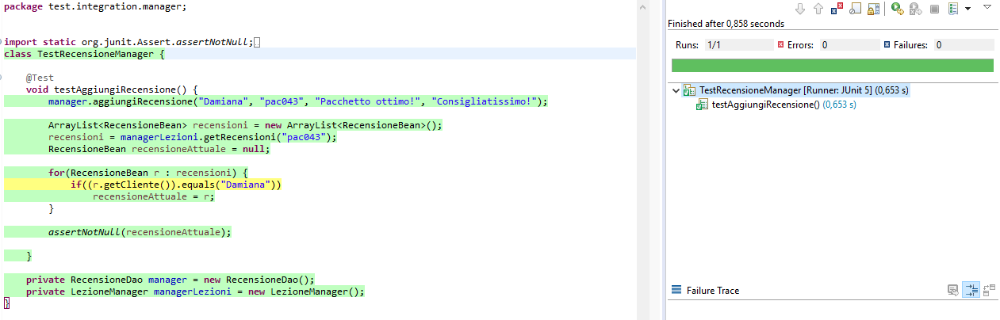 package test.integration.manager;
import static org.junit.Assert.assertNotNull;
class TestRecensioneManager {
@Test
void testAggiungiRecensione() {
manager.aggiungiRecensione("Damiana", "pac043", "Pacchetto ottimo!", "Consigliatissimo!");
ArrayList<RecensioneBean> recensioni = new ArrayList<RecensioneBean>();
recensioni = managerLezioni.getRecensioni("pac043");
RecensioneBean recensioneAttuale = null;
for(RecensioneBean r : recensioni) {
if((r.getCliente()).equals("Damiana"))
recensioneAttuale = r;
}
assertNotNull(recensioneAttuale);
}
private RecensioneDao manager = new RecensioneDao();
private LezioneManager managerLezioni = new LezioneManager();
}
Finished after 0,858 seconds
Runs: 1/1 Errors: 0 Failures: 0
TestRecensioneManager [Runner: JUnit 5] (0,653 s)
testAggiungiRecensione() (0,653 s)
Failure Trace